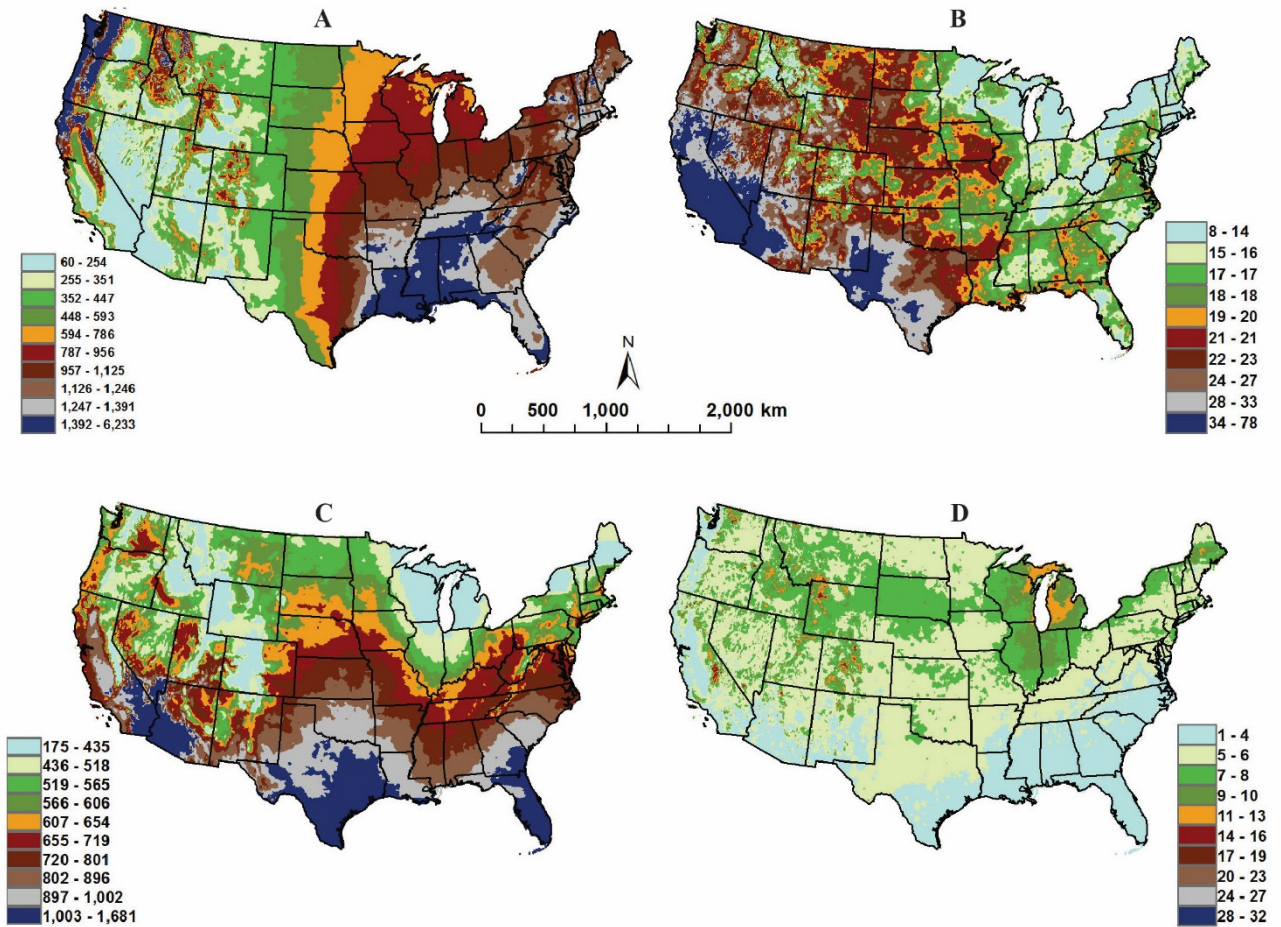 A
B
60 - 254
255 - 351
352 - 447
448 - 593
594 - 786
787 - 956
957 - 1,125
1,126 - 1,246
1,247 - 1,391
1,392 - 6,233
N
0 500 1,000 2,000 km
8 - 14
15 - 16
17 - 17
18 - 18
19 - 20
21 - 21
22 - 23
24 - 27
28 - 33
34 - 78
C
D
175 - 435
436 - 518
519 - 565
566 - 606
607 - 654
655 - 719
720 - 801
802 - 896
897 - 1,002
1,003 - 1,681
1 - 4
5 - 6
7 - 8
9 - 10
11 - 13
14 - 16
17 - 19
20 - 23
24 - 27
28 - 32